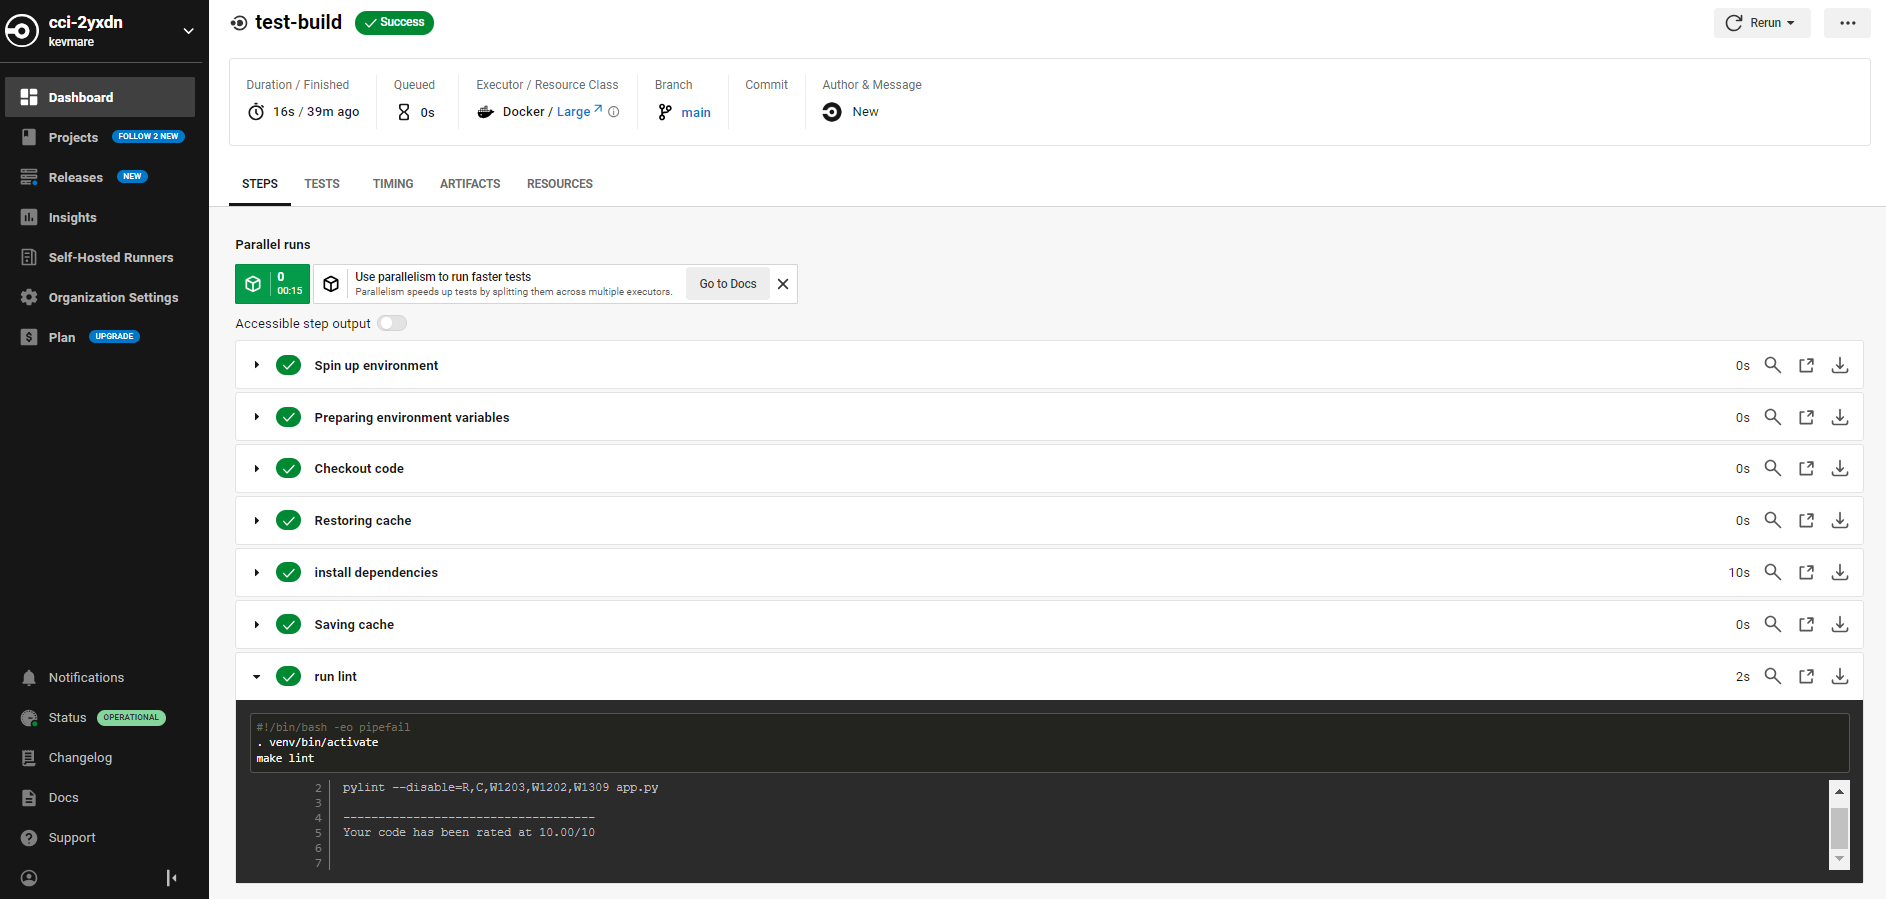 cci-2yxdn
kevmare
Dashboard
Projects FOLLOW 2 NEW
Releases NEW
Insights
Self-Hosted Runners
Organization Settings
Plan UPGRADE
Notifications
Status OPERATIONAL
Changelog
Docs
Support
test-build Success
Rerun
Duration / Finished
16s / 39m ago
Queued
0s
Executor / Resource Class
Docker / Large
Branch
main
Commit
Author & Message
New
STEPS TESTS TIMING ARTIFACTS RESOURCES
Parallel runs
0
00:15
Use parallelism to run faster tests
Parallelism speeds up tests by splitting them across multiple executors.
Go to Docs
Accessible step output
Spin up environment 0s
Preparing environment variables 0s
Checkout code 0s
Restoring cache 0s
install dependencies 10s
Saving cache 0s
run lint 2s
#!/bin/bash -eo pipefail
. venv/bin/activate
make lint
2 pylint --disable=R,C,W1203,W1202,W1309 app.py
3
4 ------------------------------------
5 Your code has been rated at 10.00/10
6
7